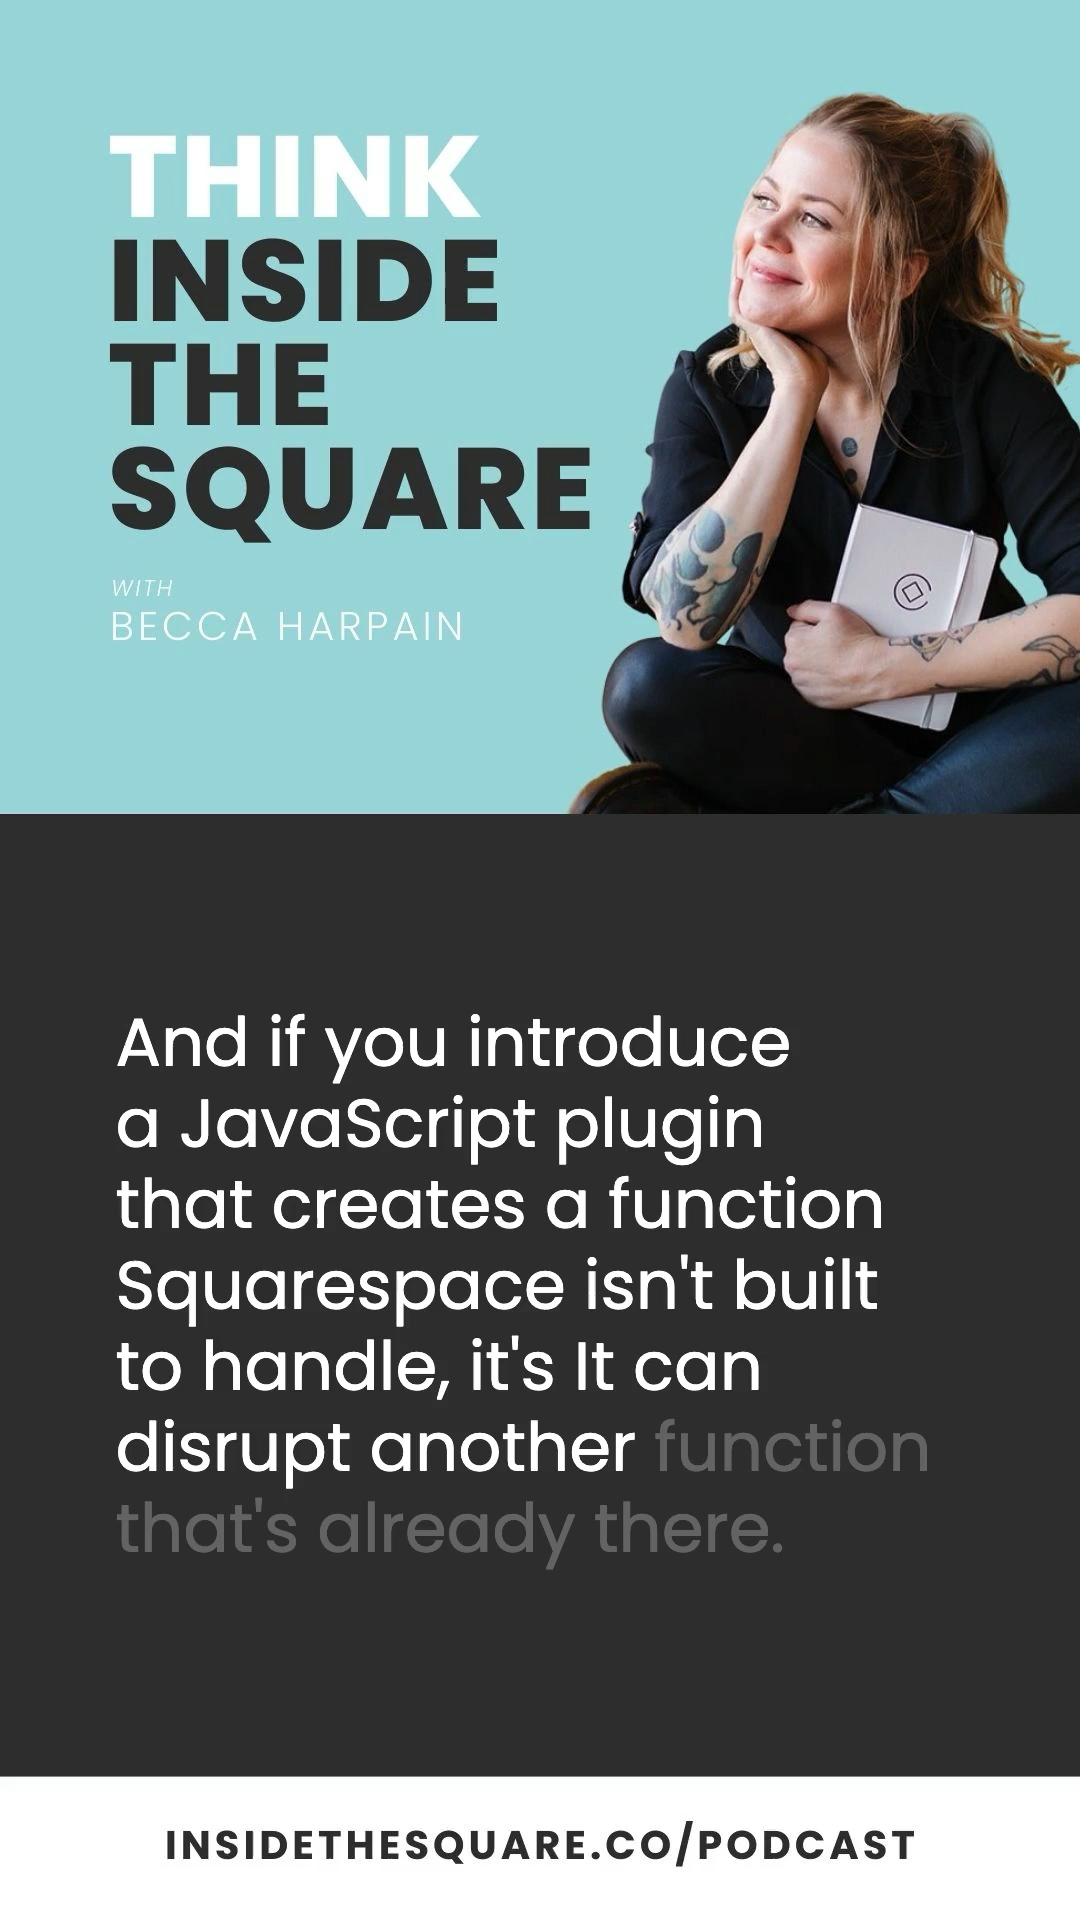 THINK
INSIDE
THE
SQUARE
WITH
BECCA HARPAIN
And if you introduce
a JavaScript plugin
that creates a function
Squarespace isn't built
to handle, it's It can
disrupt another function
that's already there.
INSIDETHESQUARE.CO/PODCAST